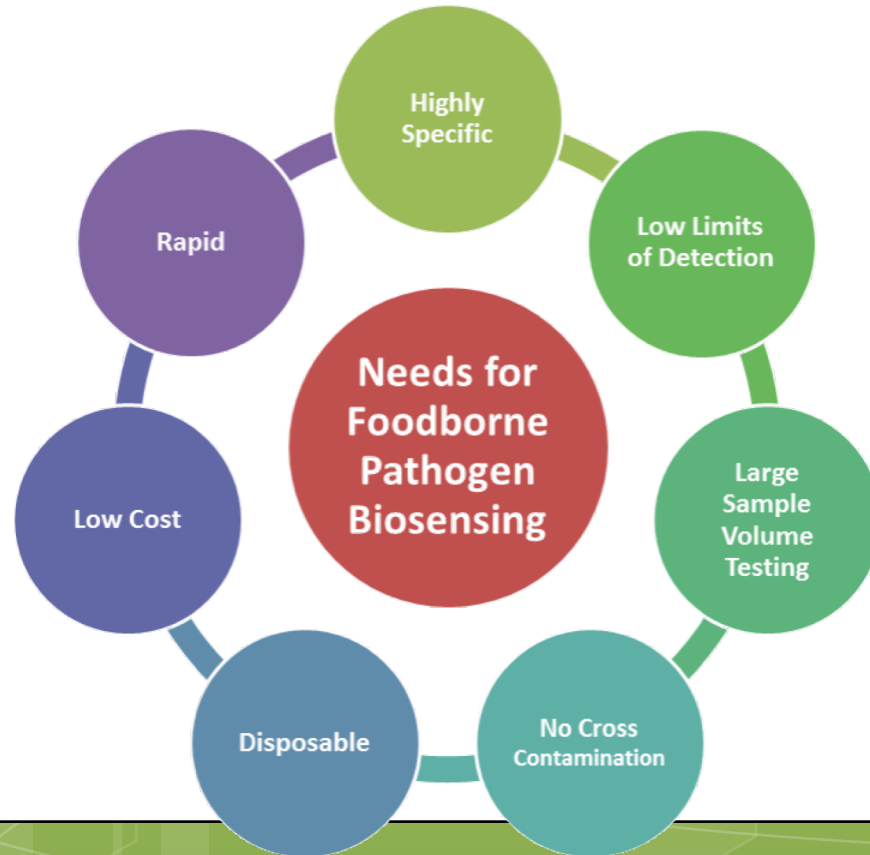 Highly
Specific
Rapid
Low Limits
of Detection
Needs for
Foodborne
Pathogen
Biosensing
Low Cost
Large
Sample
Volume
Testing
Disposable
No Cross
Contamination